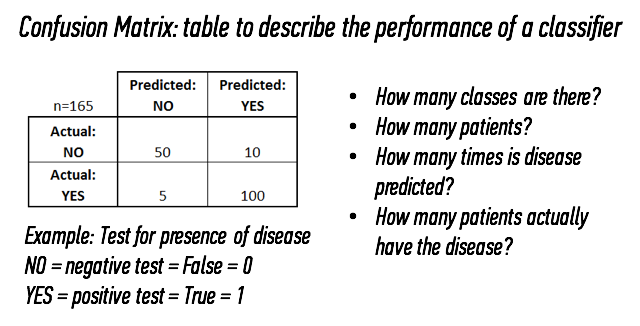 Confusion Matrix: table to describe the performance of a classifier
n=165
Predicted: NO
Predicted: YES
Actual: NO
50
10
Actual: YES
5
100
Example: Test for presence of disease
NO = negative test = False = 0
YES = positive test = True = 1
• How many classes are there?
• How many patients?
• How many times is disease
predicted?
• How many patients actually
have the disease?